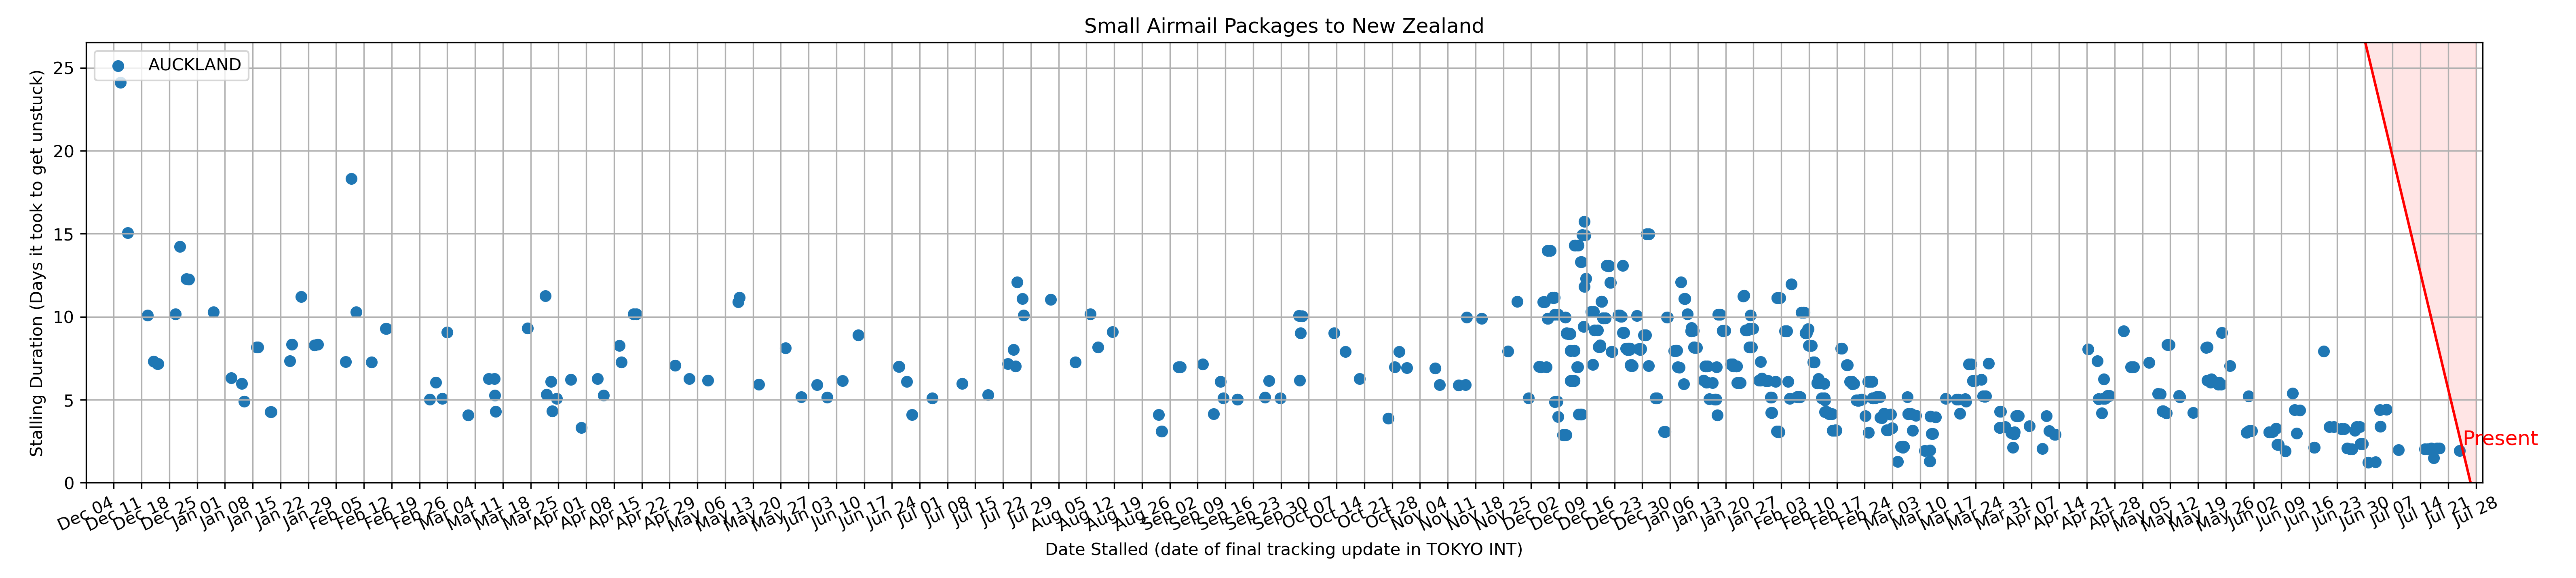 Small Airmail Packages to New Zealand
AUCKLAND
Stalling Duration (Days it took to get unstuck)
25
20
15
10
5
0
Present
Dec 04 Dec 11 Dec 18 Dec 25 Jan 01 Jan 08 Jan 15 Jan 22 Jan 29 Feb 05 Feb 12 Feb 19 Feb 26 Mar 04 Mar 11 Mar 18 Mar 25 Apr 01 Apr 08 Apr 15 Apr 22 Apr 29 May 06 May 13 May 20 May 27 Jun 03 Jun 10 Jun 17 Jun 24 Jul 01 Jul 08 Jul 15 Jul 22 Jul 29 Aug 05 Aug 12 Aug 19 Aug 26 Sep 02 Sep 09 Sep 16 Sep 23 Sep 30 Oct 07 Oct 14 Oct 21 Oct 28 Nov 04 Nov 11 Nov 18 Nov 25 Dec 02 Dec 09 Dec 16 Dec 23 Dec 30 Jan 06 Jan 13 Jan 20 Jan 27 Feb 03 Feb 10 Feb 17 Feb 24 Mar 03 Mar 10 Mar 17 Mar 24 Mar 31 Apr 07 Apr 14 Apr 21 Apr 28 May 05 May 12 May 19 May 26 Jun 02 Jun 09 Jun 16 Jun 23 Jun 30 Jul 07 Jul 14 Jul 21 Jul 28
Date Stalled (date of final tracking update in TOKYO INT)